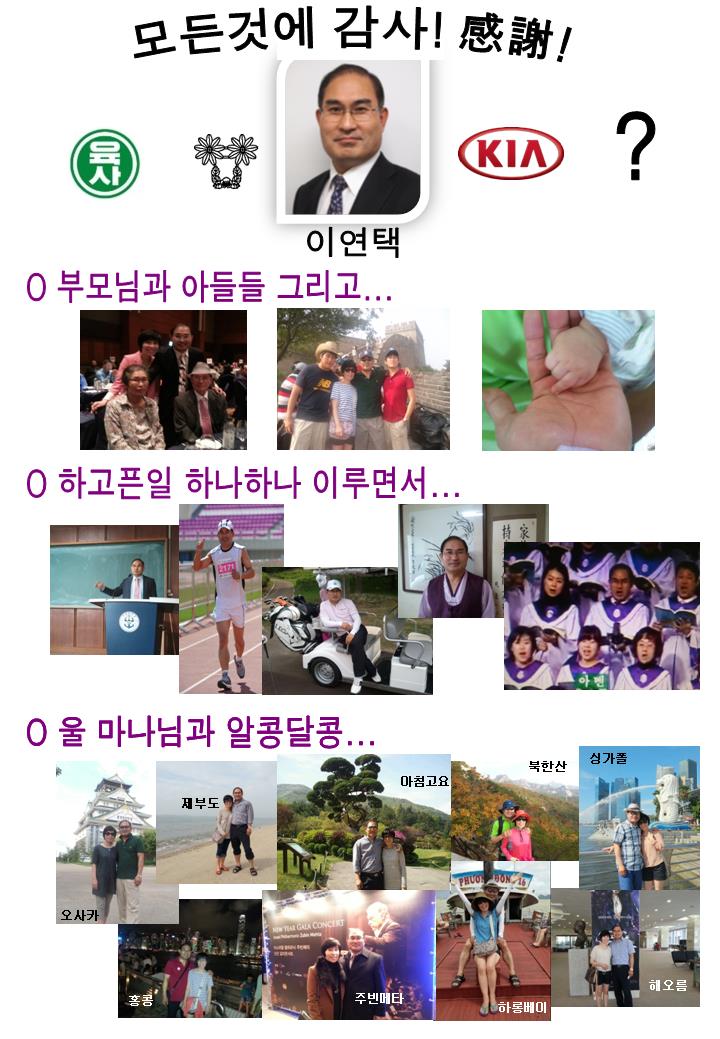 모든것에 감사! 感謝!
육사
KIA
?
이연택
O 부모님과 아들들 그리고...
O 하고픈일 하나하나 이루면서...
2171
아멘
O 울 마나님과 알콩달콩...
오사카
제부도
아침고요
북한산
싱가폴
홍콩
NEW YEAR GALA CONCERT
주빈메타
하롱베이
해오름